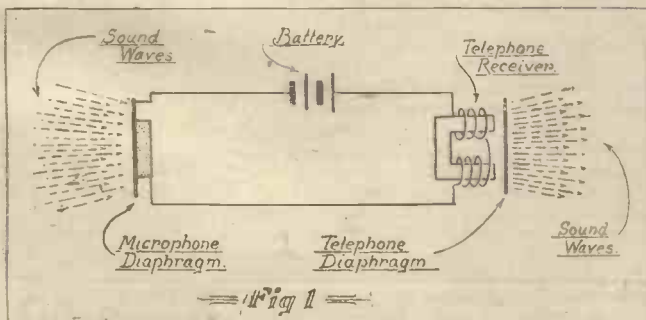 Sound
Waves
Battery
Telephone
Receiver.
Microphone
Diaphragm.
Telephone
Diaphragm
Sound
Waves.
Fig 1